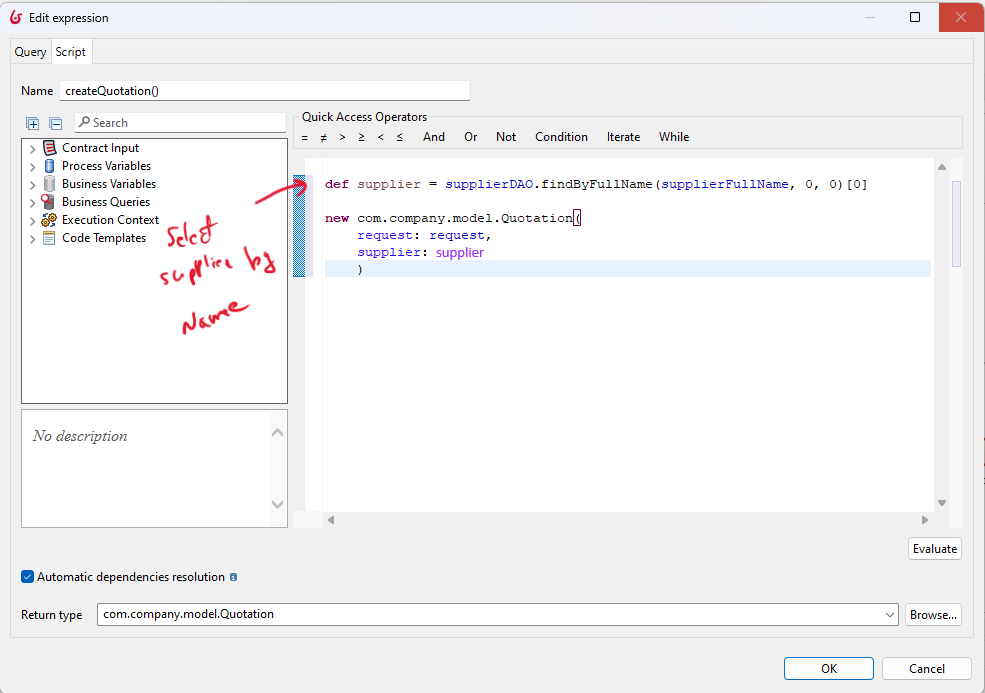 Edit expression
Query Script
Name createQuotation()
Search
Contract Input
Process Variables
Business Variables
Business Queries
Execution Context
Code Templates
Quick Access Operators
= ≠ > ≥ < ≤ And Or Not Condition Iterate While
def supplier = supplierDAO.findByFullName(supplierFullName, 0, 0)[0]
new com.company.model.Quotation(
request: request,
supplier: supplier
)
Select
supplier by
Name
No description
Evaluate
Automatic dependencies resolution
Return type com.company.model.Quotation Browse...
OK Cancel